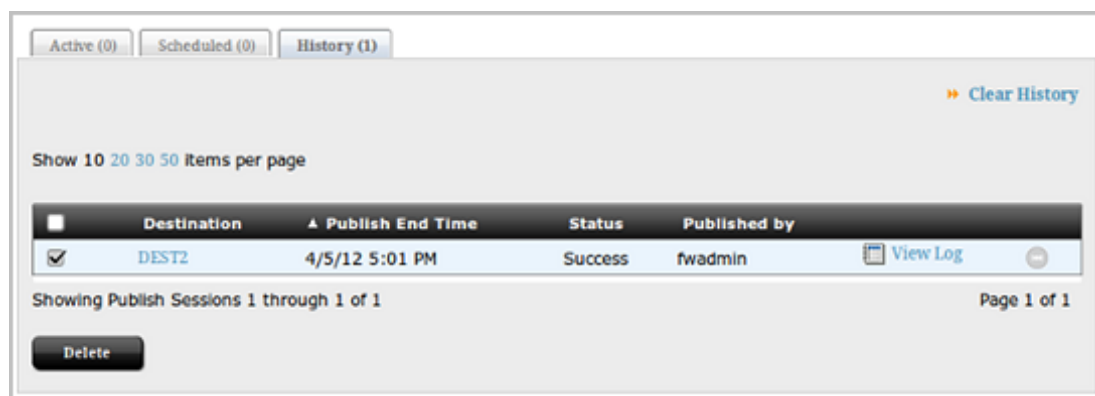 Active (0) Scheduled (0) History (1)
Clear History
Show 10 20 30 50 items per page
Destination ▲ Publish End Time Status Published by
DEST2 4/5/12 5:01 PM Success fwadmin View Log
Showing Publish Sessions 1 through 1 of 1 Page 1 of 1
Delete